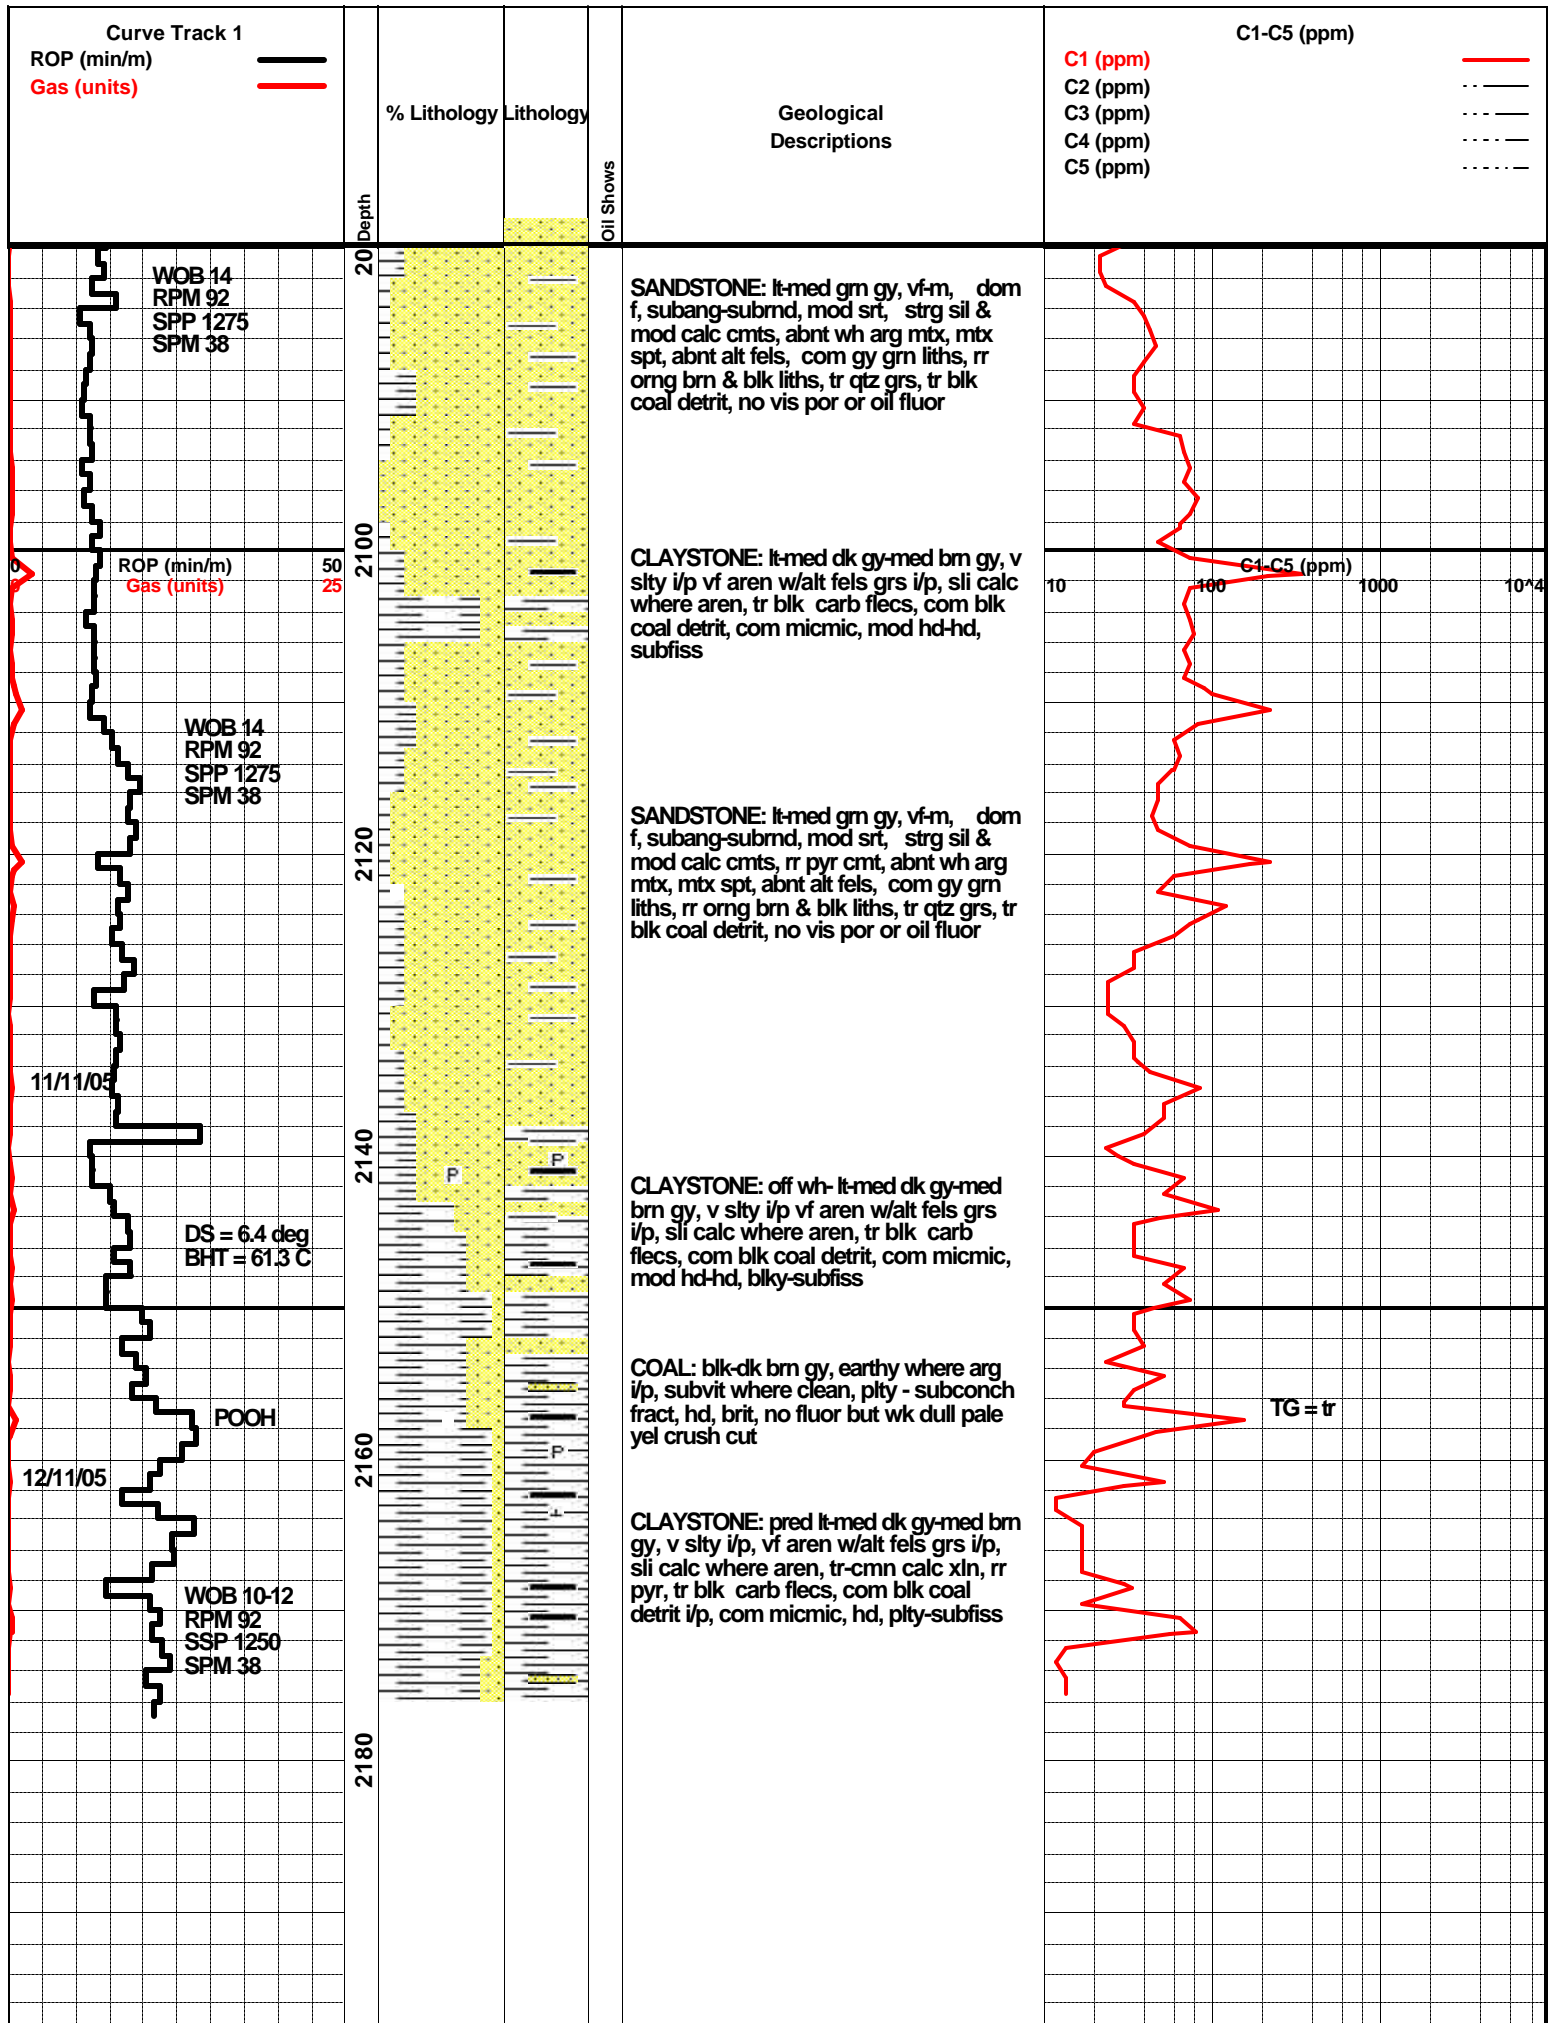 Curve Track 1
ROP (min/m)
Gas (units)
Depth
% Lithology
Lithology
Oil Shows
Geological
Descriptions
C1-C5 (ppm)
C1 (ppm)
C2 (ppm)
C3 (ppm)
C4 (ppm)
C5 (ppm)
20
WOB 14
RPM 92
SPP 1275
SPM 38
SANDSTONE: lt-med grn gy, vf-m, dom
f, subang-subrnd, mod srt, strg sil &
mod calc cmts, abnt wh arg mtx, mtx
spt, abnt alt fels, com gy grn liths, rr
orng brn & blk liths, tr qtz grs, tr blk
coal detrit, no vis por or oil fluor
2100
0 ROP (min/m) 50
Gas (units) 25
CLAYSTONE: lt-med dk gy-med brn gy, v
slty i/p vf aren w/alt fels grs i/p, sli calc
where aren, tr blk carb flecs, com blk
coal detrit, com micmic, mod hd-hd,
subfiss
C1-C5 (ppm)
10 100 1000 10^4
WOB 14
RPM 92
SPP 1275
SPM 38
2120
SANDSTONE: lt-med grn gy, vf-m, dom
f, subang-subrnd, mod srt, strg sil &
mod calc cmts, rr pyr cmt, abnt wh arg
mtx, mtx spt, abnt alt fels, com gy grn
liths, rr orng brn & blk liths, tr qtz grs, tr
blk coal detrit, no vis por or oil fluor
11/11/05
2140
P
P
CLAYSTONE: off wh- lt-med dk gy-med
brn gy, v slty i/p vf aren w/alt fels grs
i/p, sli calc where aren, tr blk carb
flecs, com blk coal detrit, com micmic,
mod hd-hd, blky-subfiss
DS = 6.4 deg
BHT = 61.3 C
COAL: blk-dk brn gy, earthy where arg
i/p, subvit where clean, plty - subconch
fract, hd, brit, no fluor but wk dull pale
yel crush cut
POOH
TG = tr
2160
P
12/11/05
CLAYSTONE: pred lt-med dk gy-med brn
gy, v slty i/p, vf aren w/alt fels grs i/p,
sli calc where aren, tr-cmn calc xln, rr
pyr, tr blk carb flecs, com blk coal
detrit i/p, com micmic, hd, plty-subfiss
WOB 10-12
RPM 92
SSP 1250
SPM 38
2180